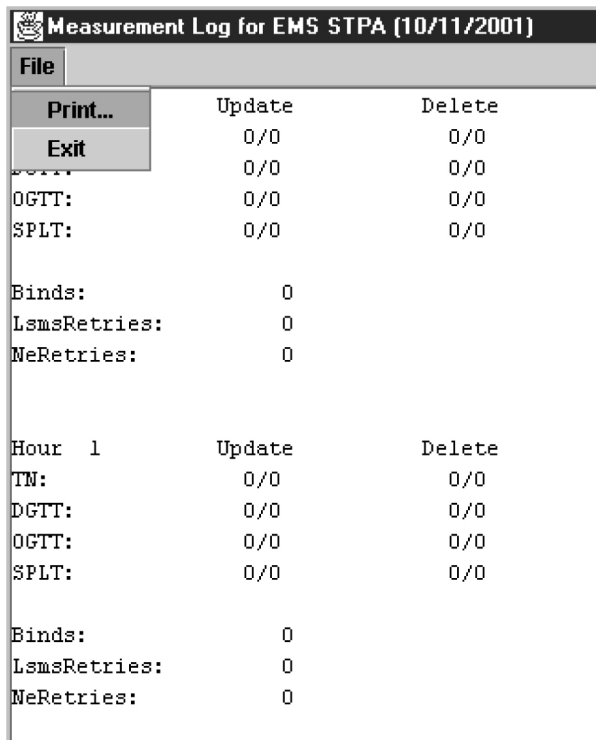 Measurement Log for EMS STPA (10/11/2001)
File
Print...
Exit
Update Delete
0/0 0/0
0/0 0/0
OGTT: 0/0 0/0
SPLT: 0/0 0/0
Binds: 0
LsmsRetries: 0
NeRetries: 0
Hour 1 Update Delete
TN: 0/0 0/0
DGTT: 0/0 0/0
OGTT: 0/0 0/0
SPLT: 0/0 0/0
Binds: 0
LsmsRetries: 0
NeRetries: 0